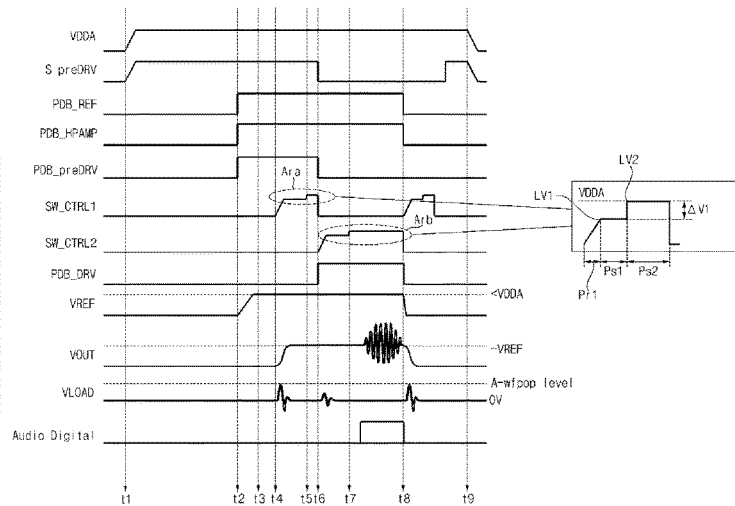 VDDA
S_preDRV
PDB_REF
PDB_HPAMP
PDB_preDRV
Ara
SW_CTRL1
Arb
SW_CTRL2
PDB_DRV
VREF
<VDDA
VOUT
~VREF
VLOAD
A-wfpop level
0V
Audio Digital
t1 t2 t3 t4 t5 t6 t7 t8 t9
LV2
LV1
VDDA
ΔV1
Ps1 Ps2
Pr1